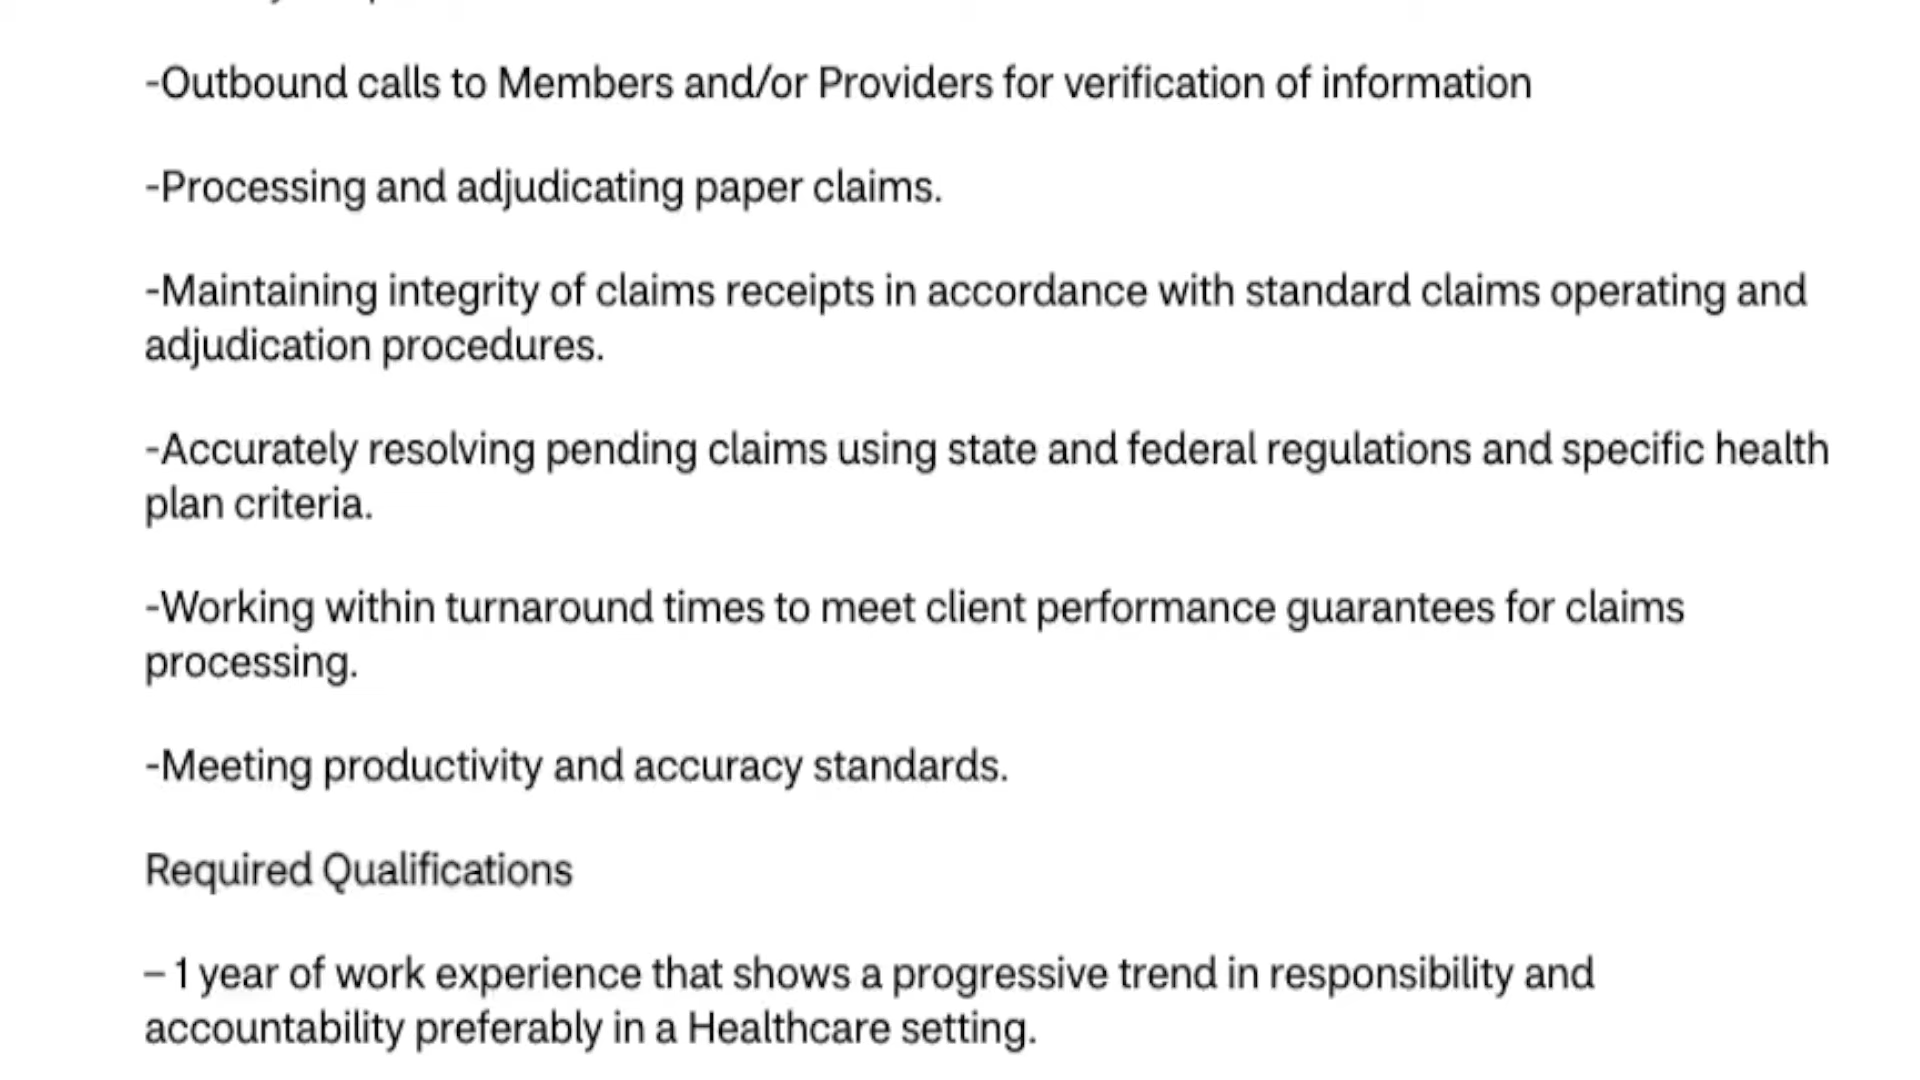 -Outbound calls to Members and/or Providers for verification of information
-Processing and adjudicating paper claims.
-Maintaining integrity of claims receipts in accordance with standard claims operating and
adjudication procedures.
-Accurately resolving pending claims using state and federal regulations and specific health
plan criteria.
-Working within turnaround times to meet client performance guarantees for claims
processing.
-Meeting productivity and accuracy standards.
Required Qualifications
– 1 year of work experience that shows a progressive trend in responsibility and
accountability preferably in a Healthcare setting.